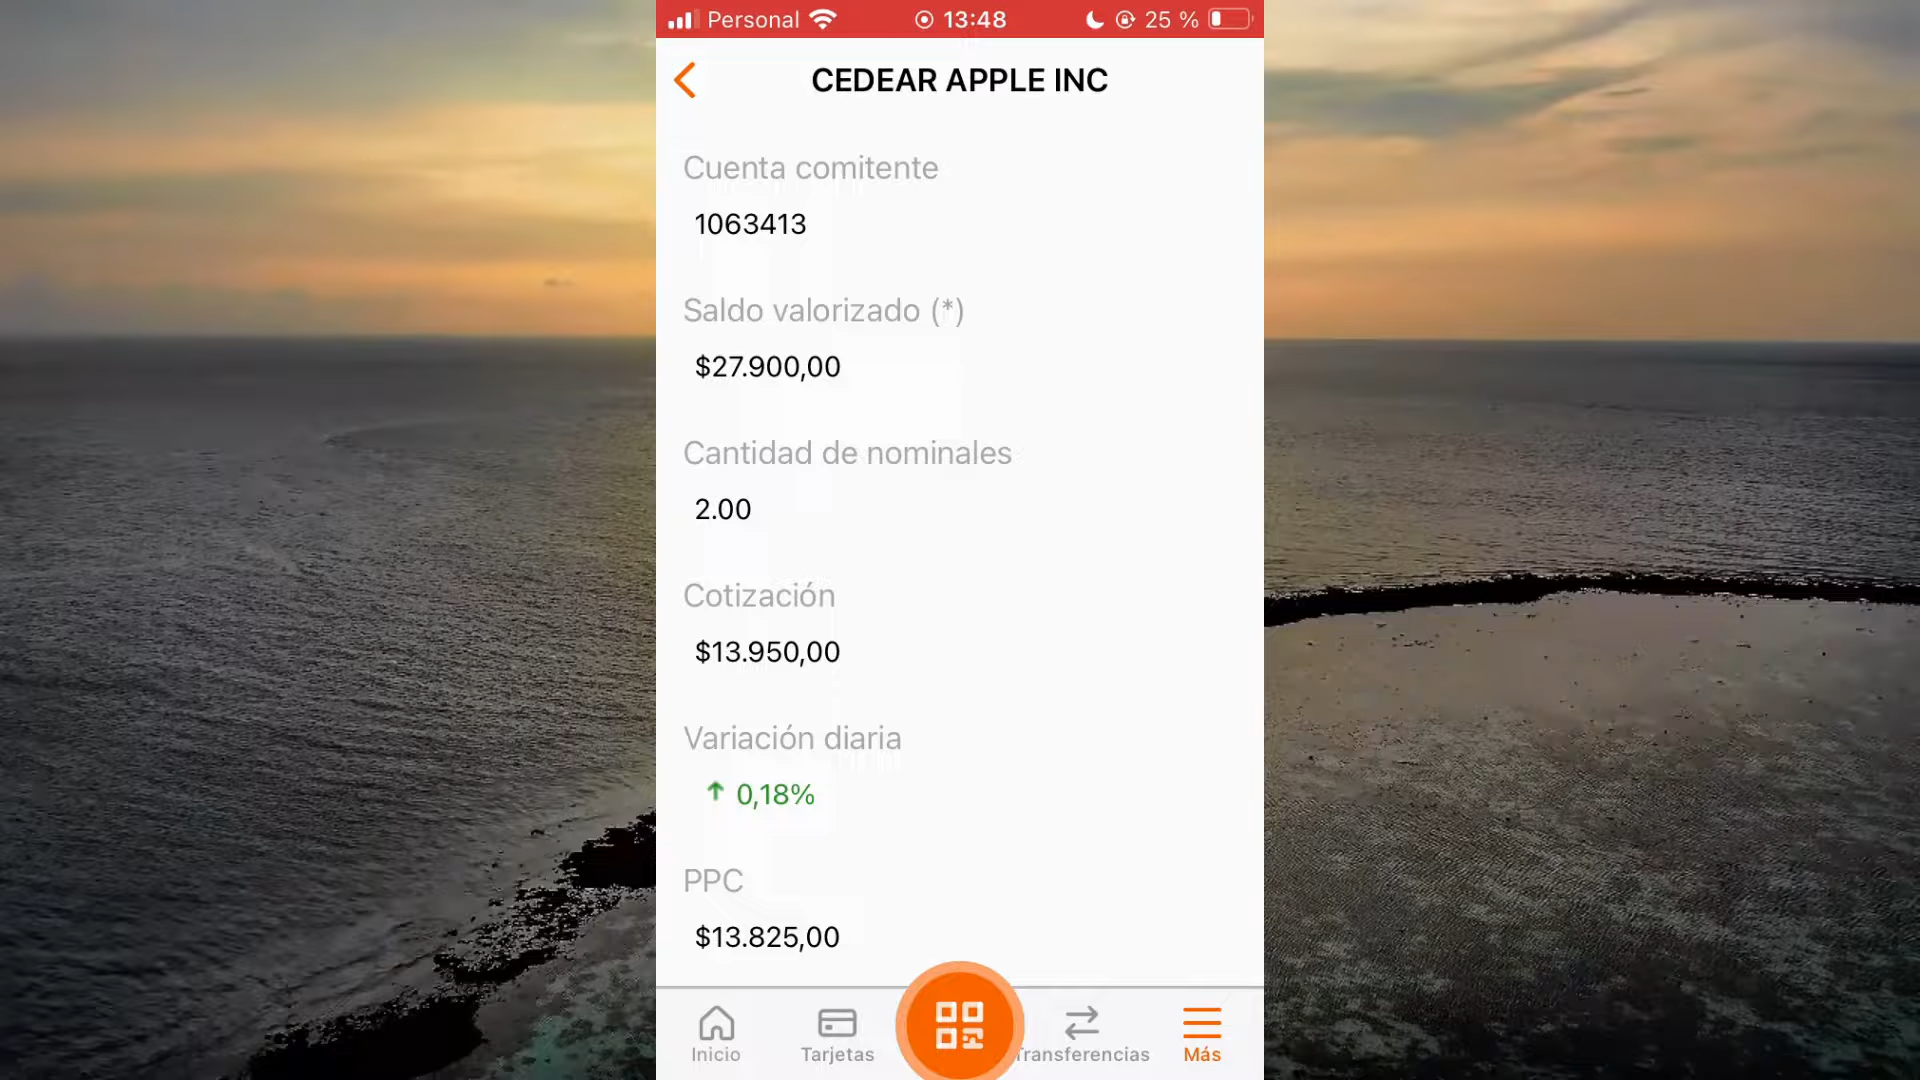 Personal 13:48 25 %
CEDEAR APPLE INC
Cuenta comitente
1063413
Saldo valorizado (*)
$27.900,00
Cantidad de nominales
2.00
Cotización
$13.950,00
Variación diaria
0,18%
PPC
$13.825,00
Inicio Tarjetas Transferencias Más